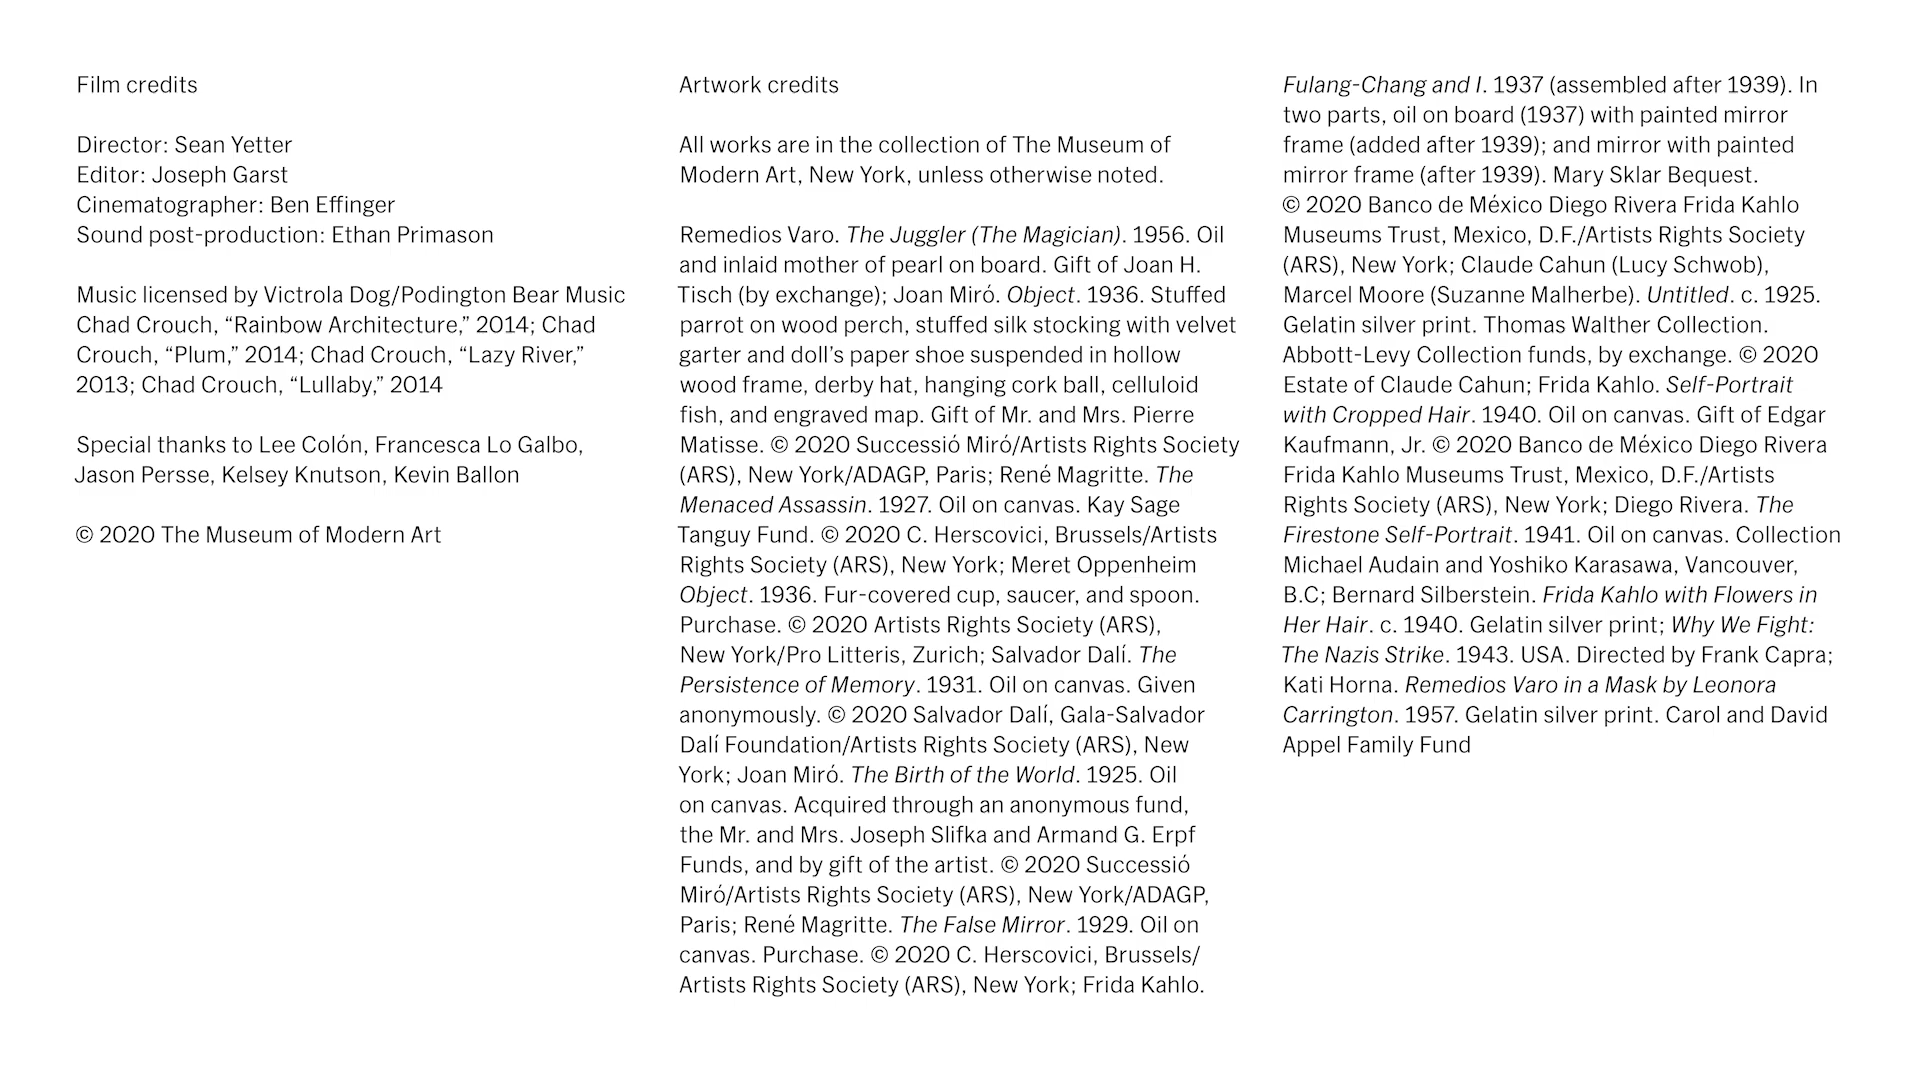 Film credits
Director: Sean Yetter
Editor: Joseph Garst
Cinematographer: Ben Effinger
Sound post-production: Ethan Primason
Music licensed by Victrola Dog/Podington Bear Music
Chad Crouch, “Rainbow Architecture,” 2014; Chad
Crouch, “Plum,” 2014; Chad Crouch, “Lazy River,”
2013; Chad Crouch, “Lullaby,” 2014
Special thanks to Lee Colón, Francesca Lo Galbo,
Jason Persse, Kelsey Knutson, Kevin Ballon
© 2020 The Museum of Modern Art
Artwork credits
All works are in the collection of The Museum of
Modern Art, New York, unless otherwise noted.
Remedios Varo. The Juggler (The Magician). 1956. Oil
and inlaid mother of pearl on board. Gift of Joan H.
Tisch (by exchange); Joan Miró. Object. 1936. Stuffed
parrot on wood perch, stuffed silk stocking with velvet
garter and doll’s paper shoe suspended in hollow
wood frame, derby hat, hanging cork ball, celluloid
fish, and engraved map. Gift of Mr. and Mrs. Pierre
Matisse. © 2020 Successió Miró/Artists Rights Society
(ARS), New York/ADAGP, Paris; René Magritte. The
Menaced Assassin. 1927. Oil on canvas. Kay Sage
Tanguy Fund. © 2020 C. Herscovici, Brussels/Artists
Rights Society (ARS), New York; Meret Oppenheim
Object. 1936. Fur-covered cup, saucer, and spoon.
Purchase. © 2020 Artists Rights Society (ARS),
New York/Pro Litteris, Zurich; Salvador Dalí. The
Persistence of Memory. 1931. Oil on canvas. Given
anonymously. © 2020 Salvador Dalí, Gala-Salvador
Dalí Foundation/Artists Rights Society (ARS), New
York; Joan Miró. The Birth of the World. 1925. Oil
on canvas. Acquired through an anonymous fund,
the Mr. and Mrs. Joseph Slifka and Armand G. Erpf
Funds, and by gift of the artist. © 2020 Successió
Miró/Artists Rights Society (ARS), New York/ADAGP,
Paris; René Magritte. The False Mirror. 1929. Oil on
canvas. Purchase. © 2020 C. Herscovici, Brussels/
Artists Rights Society (ARS), New York; Frida Kahlo.
Fulang-Chang and I. 1937 (assembled after 1939). In
two parts, oil on board (1937) with painted mirror
frame (added after 1939); and mirror with painted
mirror frame (after 1939). Mary Sklar Bequest.
© 2020 Banco de México Diego Rivera Frida Kahlo
Museums Trust, Mexico, D.F./Artists Rights Society
(ARS), New York; Claude Cahun (Lucy Schwob),
Marcel Moore (Suzanne Malherbe). Untitled. c. 1925.
Gelatin silver print. Thomas Walther Collection.
Abbott-Levy Collection funds, by exchange. © 2020
Estate of Claude Cahun; Frida Kahlo. Self-Portrait
with Cropped Hair. 1940. Oil on canvas. Gift of Edgar
Kaufmann, Jr. © 2020 Banco de México Diego Rivera
Frida Kahlo Museums Trust, Mexico, D.F./Artists
Rights Society (ARS), New York; Diego Rivera. The
Firestone Self-Portrait. 1941. Oil on canvas. Collection
Michael Audain and Yoshiko Karasawa, Vancouver,
B.C; Bernard Silberstein. Frida Kahlo with Flowers in
Her Hair. c. 1940. Gelatin silver print; Why We Fight:
The Nazis Strike. 1943. USA. Directed by Frank Capra;
Kati Horna. Remedios Varo in a Mask by Leonora
Carrington. 1957. Gelatin silver print. Carol and David
Appel Family Fund